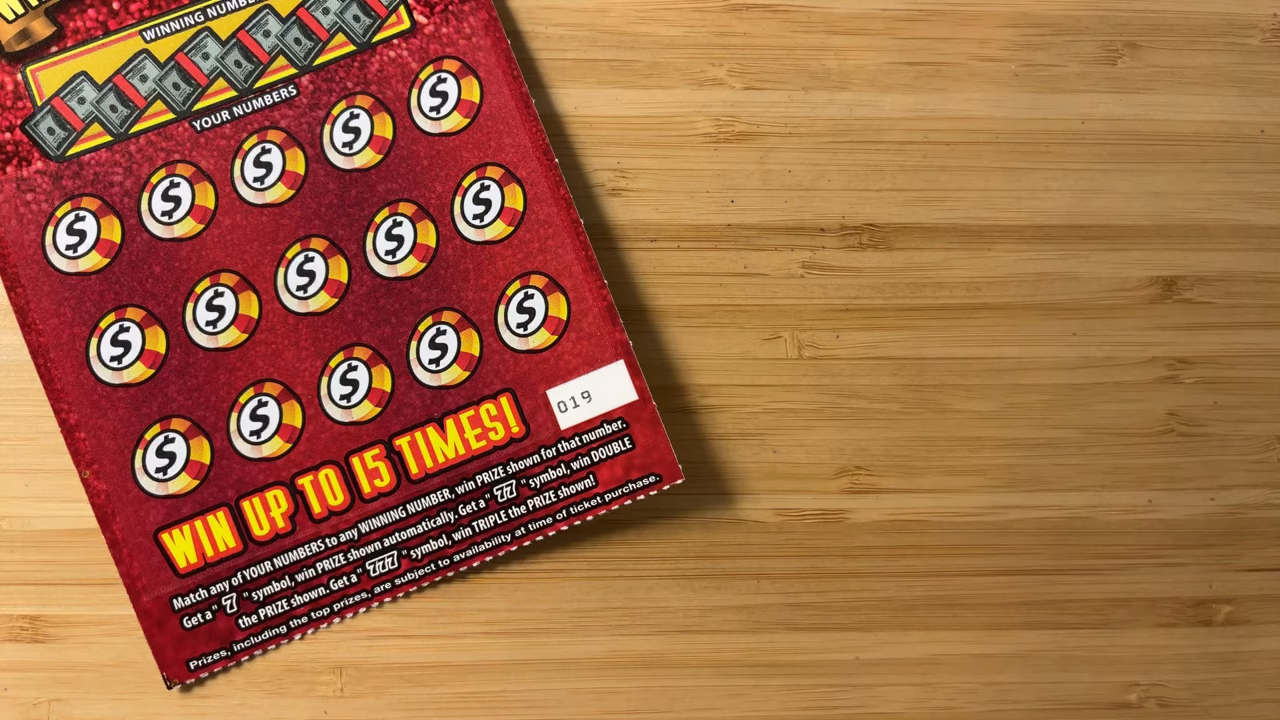 WINNING NUMBE
YOUR NUMBERS
$ $ $ $ $
$ $ $ $ $
$ $ $ $ $
019
WIN UP TO 15 TIMES!
Match any of YOUR NUMBERS to any WINNING NUMBER, win PRIZE shown for that number.
Get a "7" symbol, win PRIZE shown automatically. Get a "77" symbol, win DOUBLE
the PRIZE shown. Get a "777" symbol, win TRIPLE the PRIZE shown!
Prizes, including the top prizes, are subject to availability at time of ticket purchase.